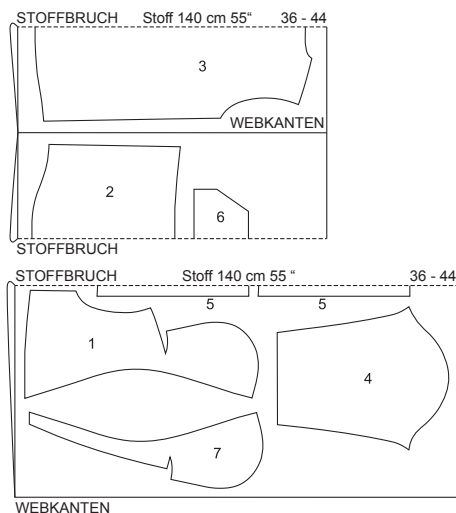 STOFFBRUCH Stoff 140 cm 55“ 36 - 44
3
WEBKANTEN
2
6
STOFFBRUCH
STOFFBRUCH Stoff 140 cm 55 “ 36 - 44
5 5
1
4
7
WEBKANTEN